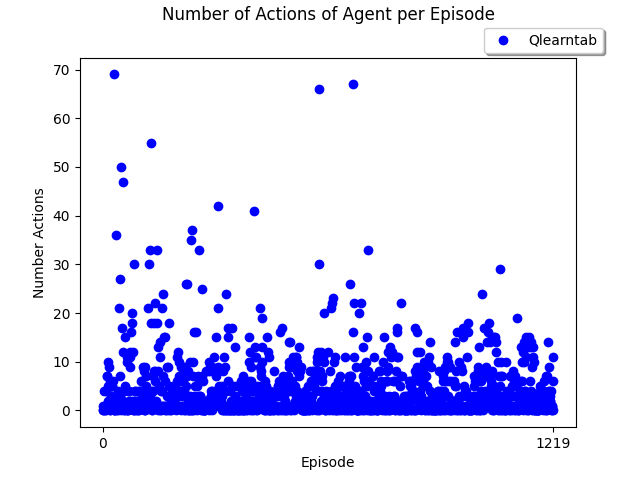 Number of Actions of Agent per Episode
Qlearntab
70
60
50
40
30
20
10
0
Number Actions
0 1219
Episode